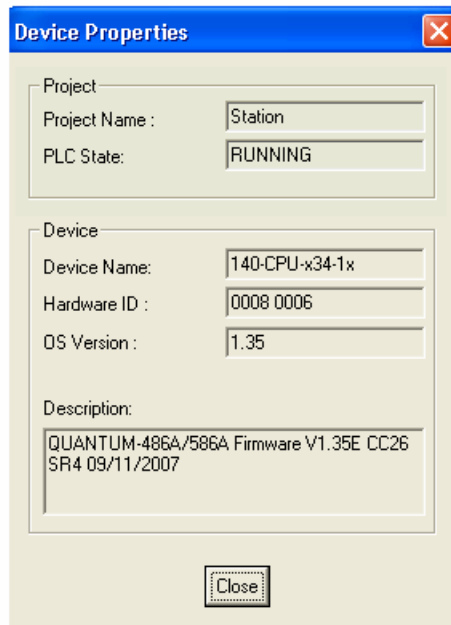 Device Properties
Project
Project Name : Station
PLC State: RUNNING
Device
Device Name: 140-CPU-x34-1x
Hardware ID : 0008 0006
OS Version : 1.35
Description:
QUANTUM-486A/586A Firmware V1.35E CC26
SR4 09/11/2007
Close